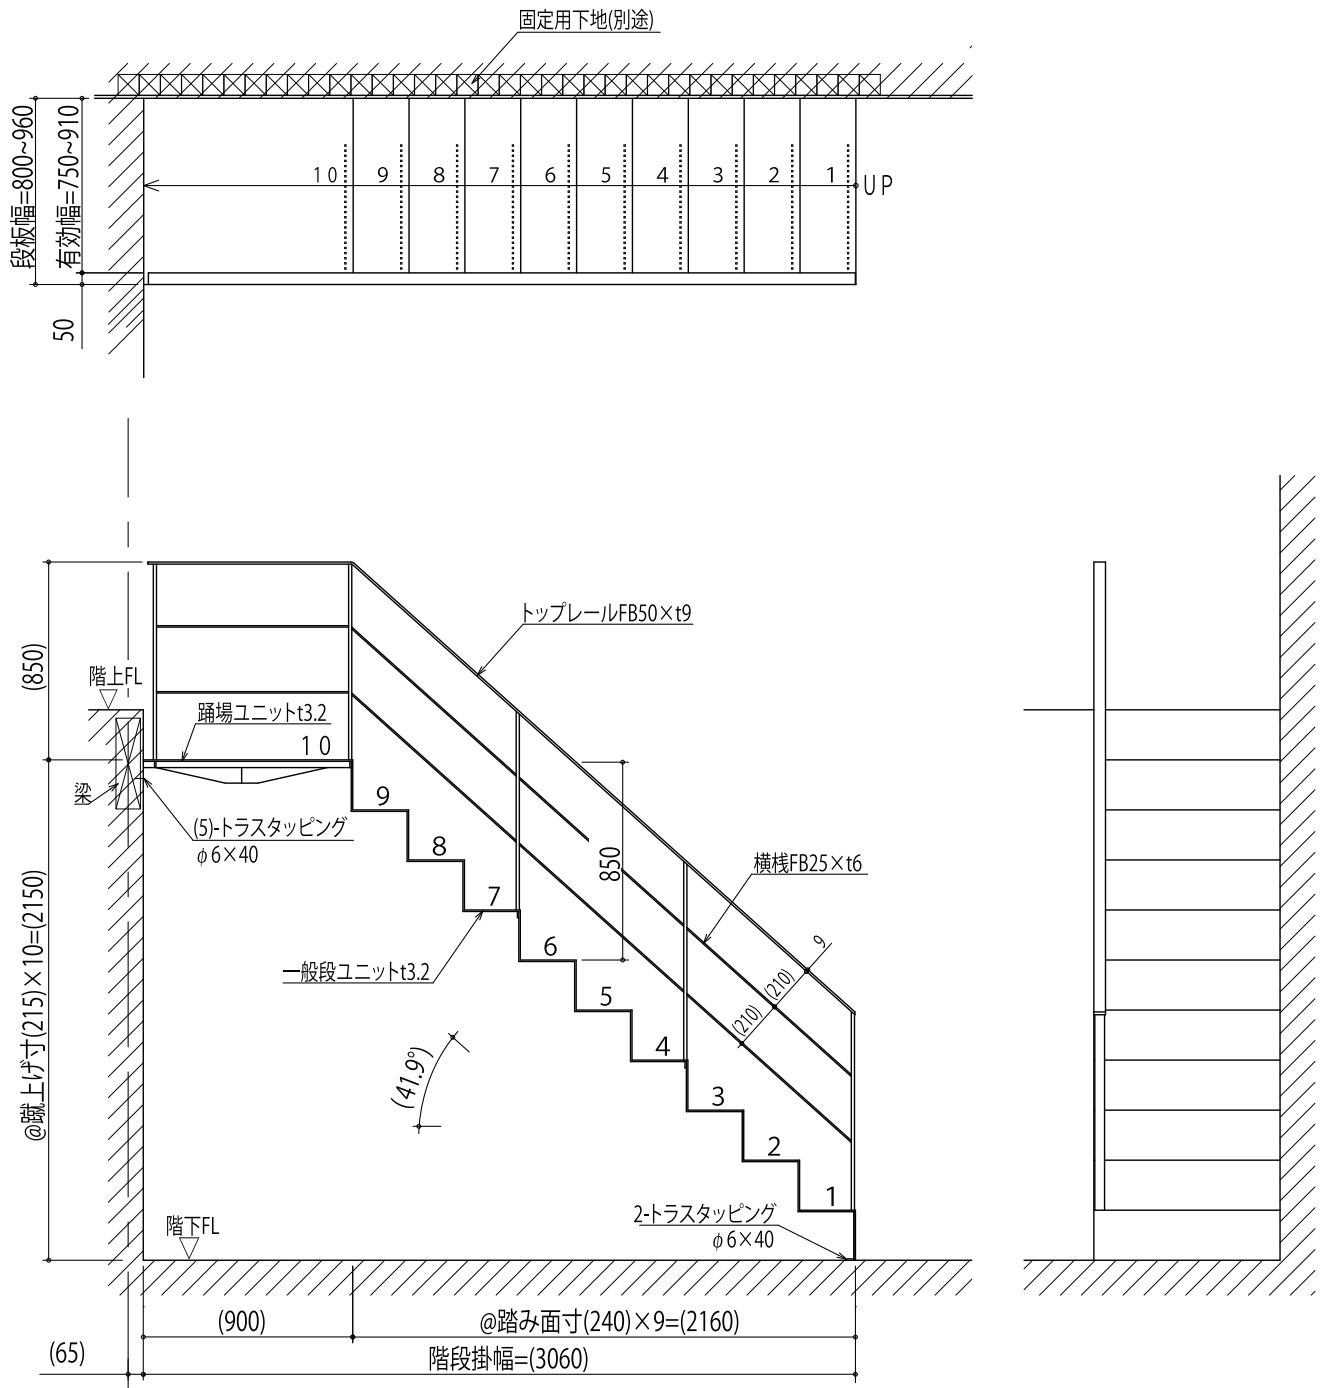 固定用下地(別途)
段板幅=800~960
有効幅=750~910
50
10 9 8 7 6 5 4 3 2 1 UP
トップレールFB50×t9
(850)
階上FL
踊場ユニットt3.2
10
梁
(5)-トラスタッピング
φ6×40
9
8
7
6
5
4
3
2
1
850
横桟FB25×t6
9
(210)
(210)
一般段ユニットt3.2
(41.9°)
@蹴上げ寸(215)×10=(2150)
2-トラスタッピング
φ6×40
階下FL
(900)
@踏み面寸(240)×9=(2160)
(65)
階段掛幅=(3060)